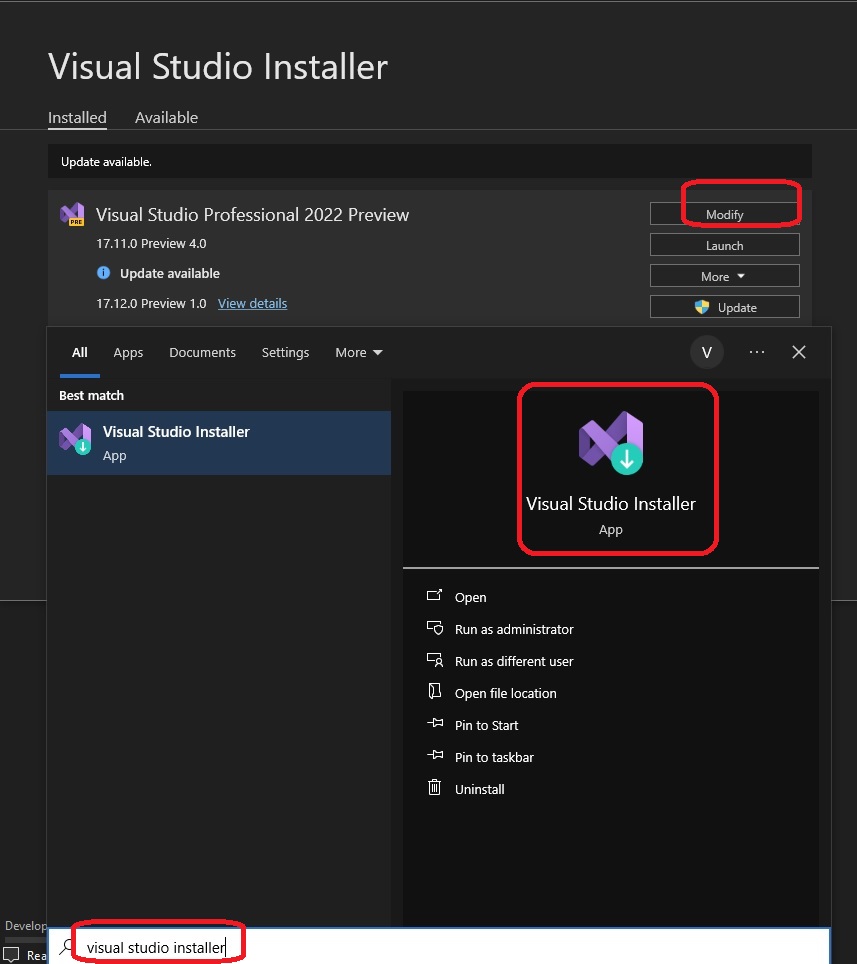 Visual Studio Installer
Installed Available
Update available.
PRE
Visual Studio Professional 2022 Preview
Modify
17.11.0 Preview 4.0
Launch
Update available
More
17.12.0 Preview 1.0 View details
Update
All Apps Documents Settings More V
Best match
Visual Studio Installer
App
Visual Studio Installer
App
Open
Run as administrator
Run as different user
Open file location
Pin to Start
Pin to taskbar
Uninstall
Develop
visual studio installer
Rea